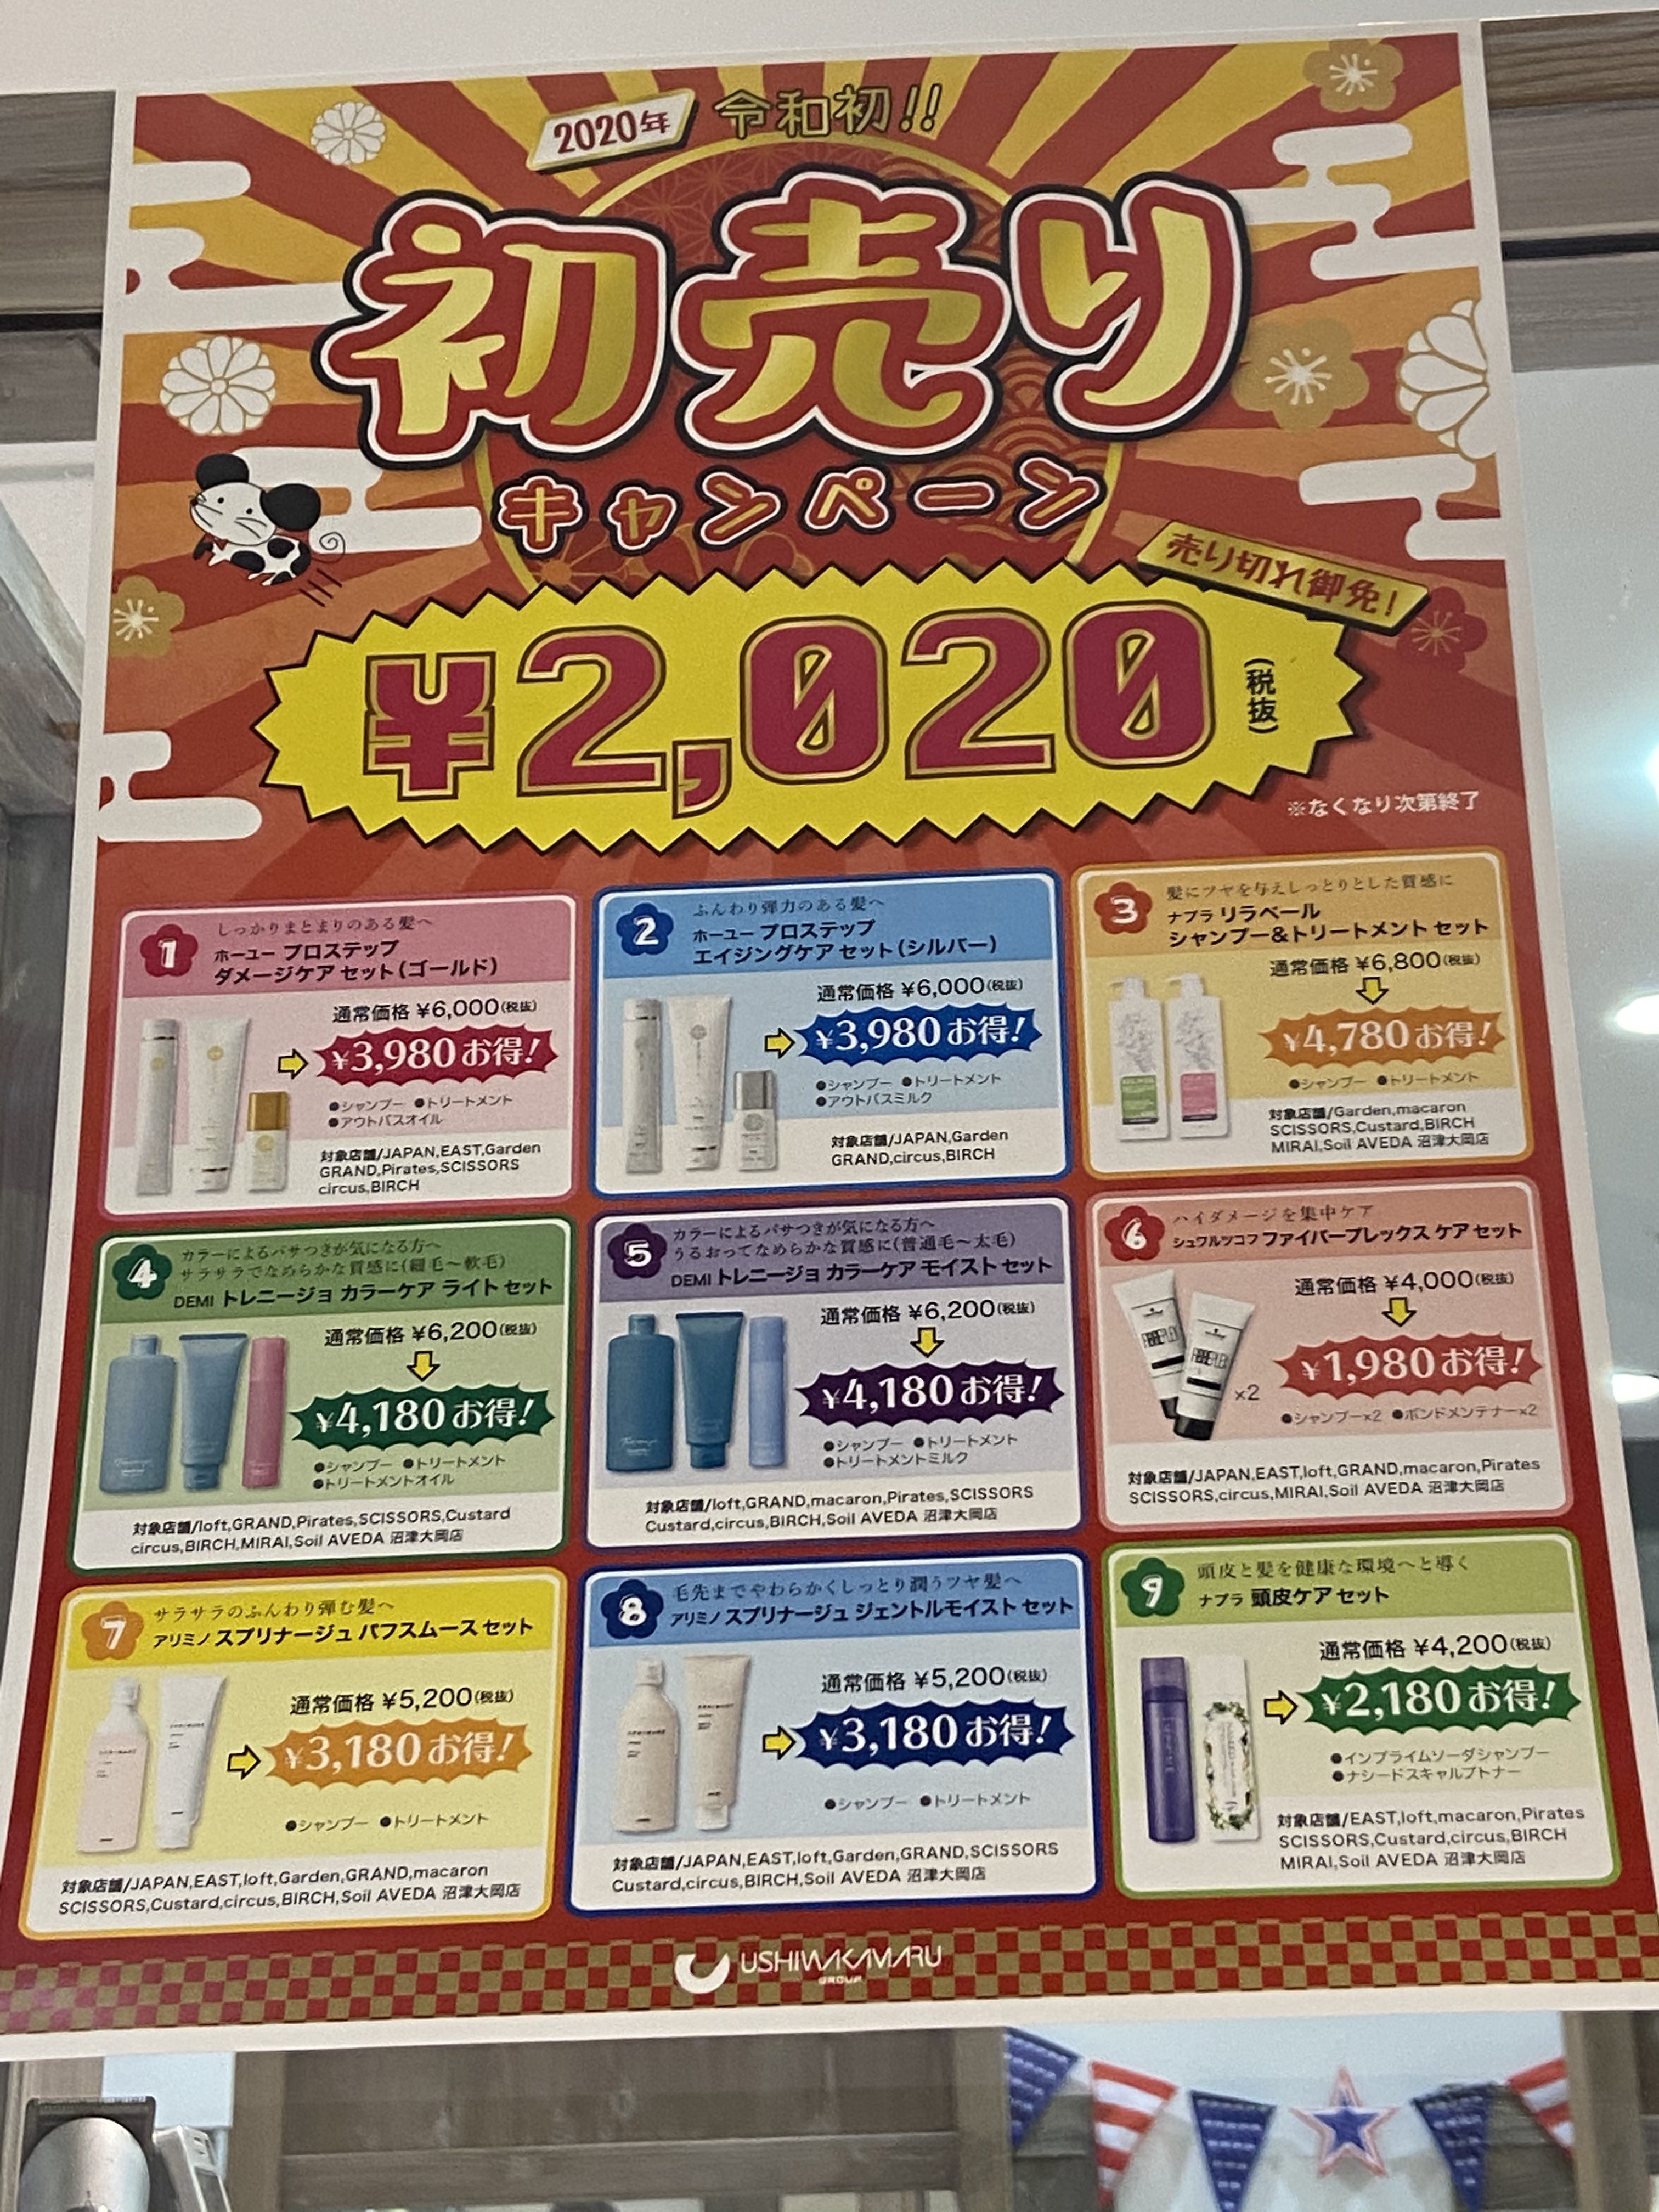 2020年 令和初!!
初売り
キャンペーン
売り切れ御免!
¥2,020(税抜)
※なくなり次第終了
1 しっかりまとまりのある髪へ
ホーユー プロステップ
ダメージケア セット(ゴールド)
通常価格 ¥6,000(税抜)
¥3,980お得!
●シャンプー ●トリートメント
●アウトバスオイル
対象店舗/JAPAN,EAST,Garden
GRAND,Pirates,SCISSORS
circus,BIRCH
2 ふんわり弾力のある髪へ
ホーユー プロステップ
エイジングケア セット(シルバー)
通常価格 ¥6,000(税抜)
¥3,980お得!
●シャンプー ●トリートメント
●アウトバスミルク
対象店舗/JAPAN,Garden
GRAND,circus,BIRCH
3 髪にツヤを与えしっとりとした質感に
ナプラ リラベール
シャンプー&トリートメント セット
通常価格 ¥6,800(税抜)
¥4,780お得!
●シャンプー ●トリートメント
対象店舗/Garden,macaron
SCISSORS,Custard,BIRCH
MIRAI,Soil AVEDA 沼津大岡店
4 カラーによるパサつきが気になる方へ
サラサラでなめらかな質感に(細毛〜軟毛)
DEMI トレニージョ カラーケア ライト セット
通常価格 ¥6,200(税抜)
¥4,180お得!
●シャンプー ●トリートメント
●トリートメントオイル
対象店舗/loft,GRAND,Pirates,SCISSORS,Custard
circus,BIRCH,MIRAI,Soil AVEDA 沼津大岡店
5 カラーによるパサつきが気になる方へ
うるおってなめらかな質感に(普通毛〜太毛)
DEMI トレニージョ カラーケア モイスト セット
通常価格 ¥6,200(税抜)
¥4,180お得!
●シャンプー ●トリートメント
●トリートメントミルク
対象店舗/loft,GRAND,macaron,Pirates,SCISSORS
Custard,circus,BIRCH,Soil AVEDA 沼津大岡店
6 ハイダメージを集中ケア
シュワルツコフ ファイバープレックス ケア セット
通常価格 ¥4,000(税抜)
¥1,980お得!
×2
●シャンプー×2 ●ボンドメンテナー×2
対象店舗/JAPAN,EAST,loft,GRAND,macaron,Pirates
SCISSORS,circus,MIRAI,Soil AVEDA 沼津大岡店
7 サラサラのふんわり弾む髪へ
アリミノ スプリナージュ パフスムース セット
通常価格 ¥5,200(税抜)
¥3,180お得!
●シャンプー ●トリートメント
対象店舗/JAPAN,EAST,loft,Garden,GRAND,macaron
SCISSORS,Custard,circus,BIRCH,Soil AVEDA 沼津大岡店
8 毛先までやわらかくしっとり潤うツヤ髪へ
アリミノ スプリナージュ ジェントルモイスト セット
通常価格 ¥5,200(税抜)
¥3,180お得!
●シャンプー ●トリートメント
対象店舗/JAPAN,EAST,loft,Garden,GRAND,SCISSORS
Custard,circus,BIRCH,Soil AVEDA 沼津大岡店
9 頭皮と髪を健康な環境へと導く
ナプラ 頭皮ケア セット
通常価格 ¥4,200(税抜)
¥2,180お得!
●インプライムソーダシャンプー
●ナシードスキャルプトナー
対象店舗/EAST,loft,macaron,Pirates
SCISSORS,Custard,circus,BIRCH
MIRAI,Soil AVEDA 沼津大岡店
USHIWAKAMARU
GROUP